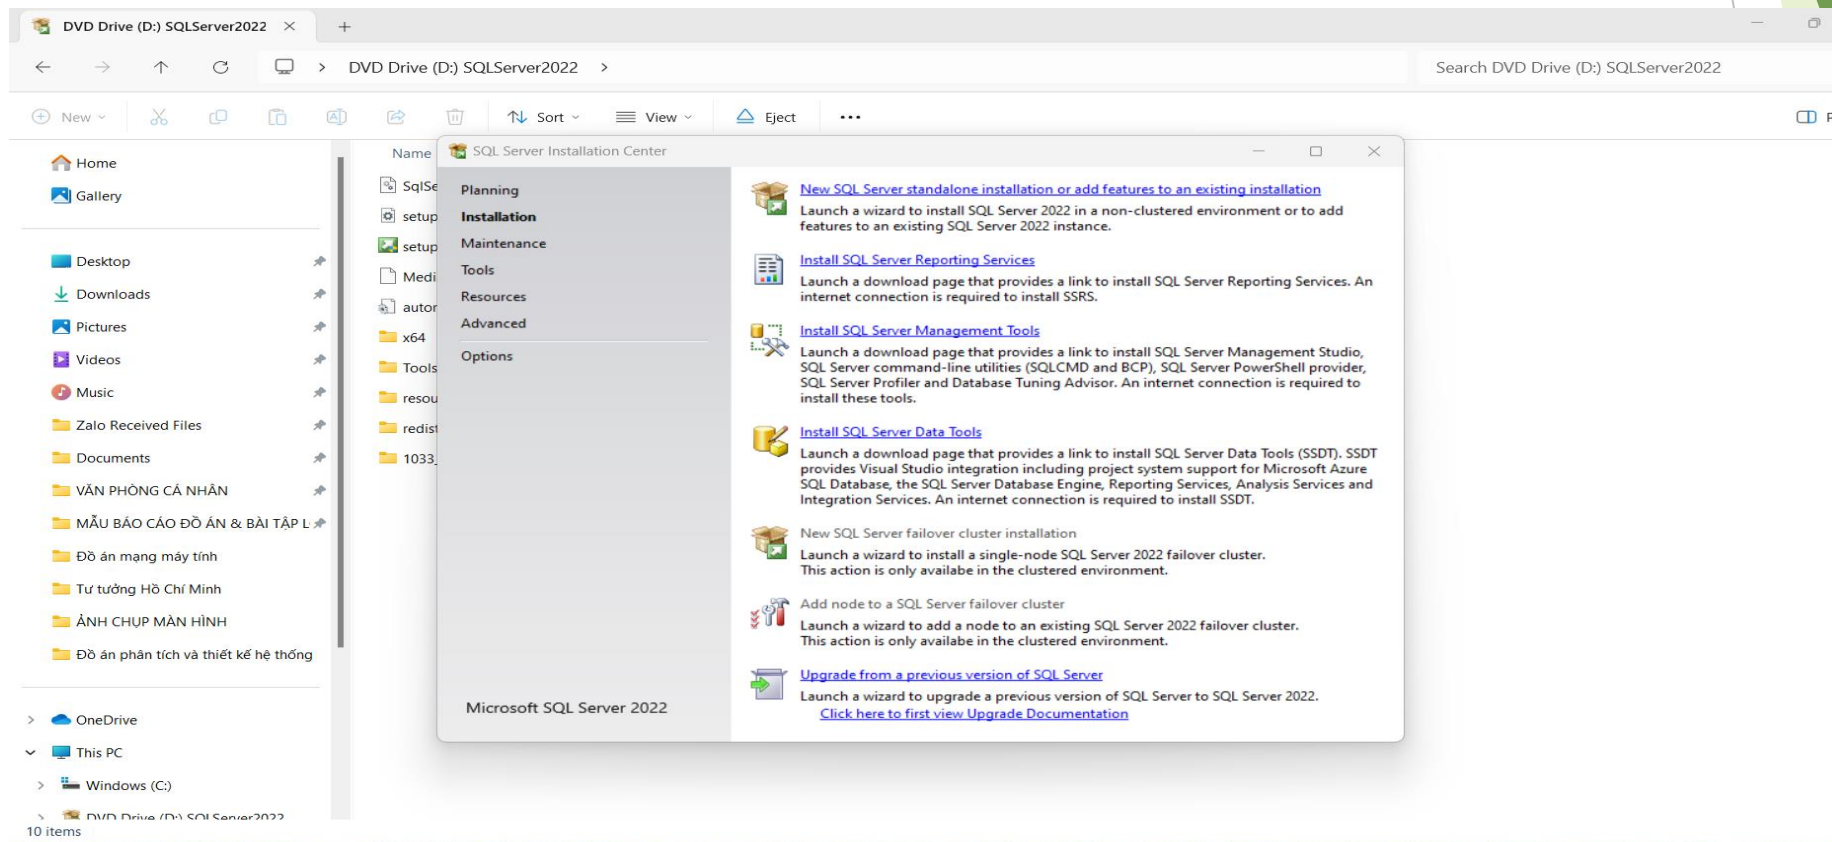 DVD Drive (D:) SQLServer2022
DVD Drive (D:) SQLServer2022
Search DVD Drive (D:) SQLServer2022
New
Sort
View
Eject
Home
Gallery
Desktop
Downloads
Pictures
Videos
Music
Zalo Received Files
Documents
VĂN PHÒNG CÁ NHÂN
MẪU BÁO CÁO ĐỒ ÁN & BÀI TẬP L
Đồ án mạng máy tính
Tư tưởng Hồ Chí Minh
ẢNH CHỤP MÀN HÌNH
Đồ án phân tích và thiết kế hệ thống
OneDrive
This PC
Windows (C:)
DVD Drive (D:) SQLServer2022
10 items
Name
SqlSe
setup
setup
Medi
autor
x64
Tools
resou
redist
1033_
SQL Server Installation Center
Planning
Installation
Maintenance
Tools
Resources
Advanced
Options
Microsoft SQL Server 2022
New SQL Server standalone installation or add features to an existing installation
Launch a wizard to install SQL Server 2022 in a non-clustered environment or to add
features to an existing SQL Server 2022 instance.
Install SQL Server Reporting Services
Launch a download page that provides a link to install SQL Server Reporting Services. An
internet connection is required to install SSRS.
Install SQL Server Management Tools
Launch a download page that provides a link to install SQL Server Management Studio,
SQL Server command-line utilities (SQLCMD and BCP), SQL Server PowerShell provider,
SQL Server Profiler and Database Tuning Advisor. An internet connection is required to
install these tools.
Install SQL Server Data Tools
Launch a download page that provides a link to install SQL Server Data Tools (SSDT). SSDT
provides Visual Studio integration including project system support for Microsoft Azure
SQL Database, the SQL Server Database Engine, Reporting Services, Analysis Services and
Integration Services. An internet connection is required to install SSDT.
New SQL Server failover cluster installation
Launch a wizard to install a single-node SQL Server 2022 failover cluster.
This action is only availabe in the clustered environment.
Add node to a SQL Server failover cluster
Launch a wizard to add a node to an existing SQL Server 2022 failover cluster.
This action is only availabe in the clustered environment.
Upgrade from a previous version of SQL Server
Launch a wizard to upgrade a previous version of SQL Server to SQL Server 2022.
Click here to first view Upgrade Documentation